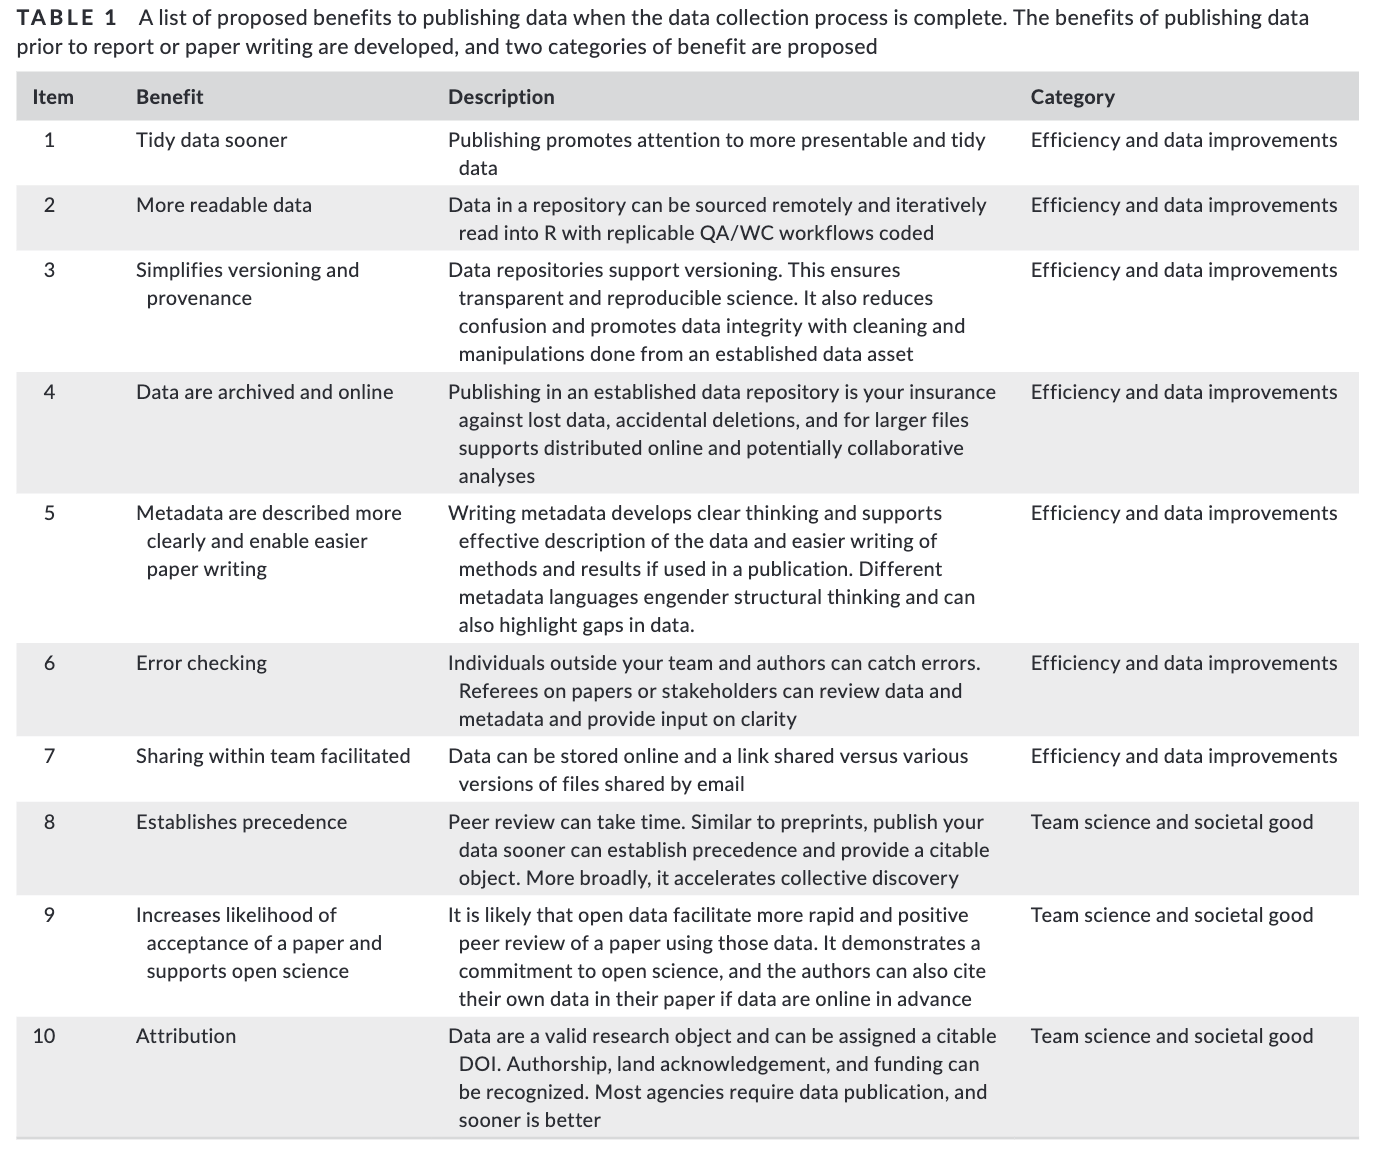 TABLE 1 A list of proposed benefits to publishing data when the data collection process is complete. The benefits of publishing data
prior to report or paper writing are developed, and two categories of benefit are proposed
Item Benefit Description Category
1 Tidy data sooner Publishing promotes attention to more presentable and tidy Efficiency and data improvements
data
2 More readable data Data in a repository can be sourced remotely and iteratively Efficiency and data improvements
read into R with replicable QA/WC workflows coded
3 Simplifies versioning and Data repositories support versioning. This ensures Efficiency and data improvements
provenance transparent and reproducible science. It also reduces
confusion and promotes data integrity with cleaning and
manipulations done from an established data asset
4 Data are archived and online Publishing in an established data repository is your insurance Efficiency and data improvements
against lost data, accidental deletions, and for larger files
supports distributed online and potentially collaborative
analyses
5 Metadata are described more Writing metadata develops clear thinking and supports Efficiency and data improvements
clearly and enable easier effective description of the data and easier writing of
paper writing methods and results if used in a publication. Different
metadata languages engender structural thinking and can
also highlight gaps in data.
6 Error checking Individuals outside your team and authors can catch errors. Efficiency and data improvements
Referees on papers or stakeholders can review data and
metadata and provide input on clarity
7 Sharing within team facilitated Data can be stored online and a link shared versus various Efficiency and data improvements
versions of files shared by email
8 Establishes precedence Peer review can take time. Similar to preprints, publish your Team science and societal good
data sooner can establish precedence and provide a citable
object. More broadly, it accelerates collective discovery
9 Increases likelihood of It is likely that open data facilitate more rapid and positive Team science and societal good
acceptance of a paper and peer review of a paper using those data. It demonstrates a
supports open science commitment to open science, and the authors can also cite
their own data in their paper if data are online in advance
10 Attribution Data are a valid research object and can be assigned a citable Team science and societal good
DOI. Authorship, land acknowledgement, and funding can
be recognized. Most agencies require data publication, and
sooner is better